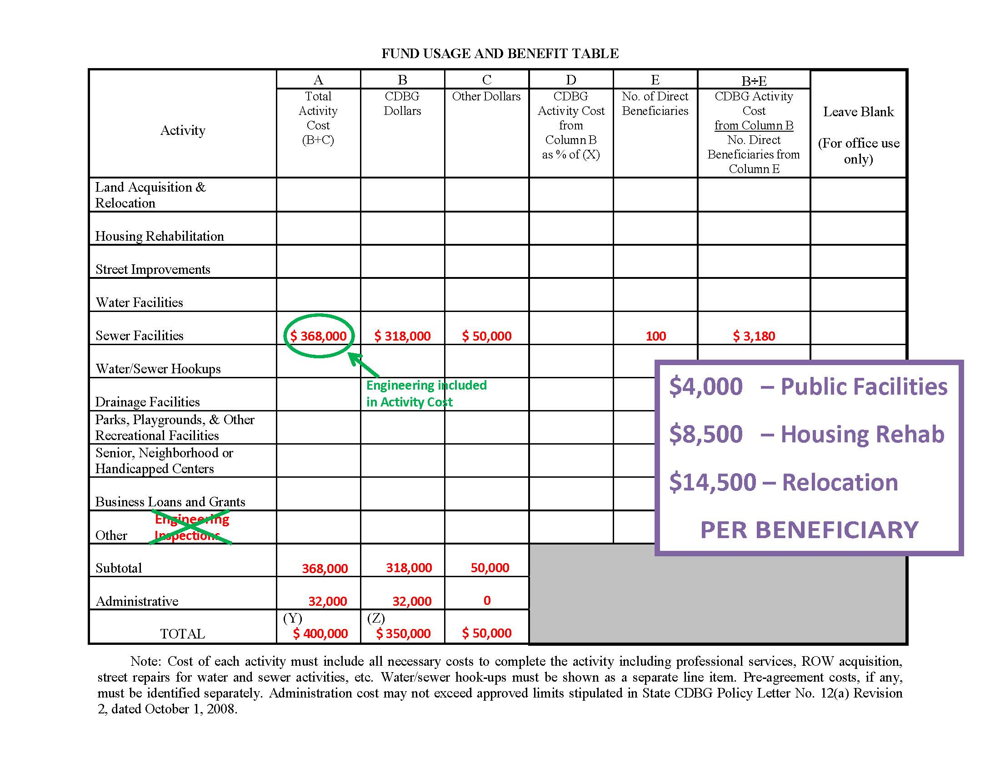 FUND USAGE AND BENEFIT TABLE
Activity
A
Total
Activity
Cost
(B+C)
B
CDBG
Dollars
C
Other Dollars
D
CDBG
Activity Cost
from
Column B
as % of (X)
E
No. of Direct
Beneficiaries
B÷E
CDBG Activity
Cost
from Column B
No. Direct
Beneficiaries from
Column E
Leave Blank
(For office use
only)
Land Acquisition &
Relocation
Housing Rehabilitation
Street Improvements
Water Facilities
Sewer Facilities $ 368,000 $ 318,000 $ 50,000 100 $ 3,180
Water/Sewer Hookups
Engineering included
in Activity Cost
Drainage Facilities
Parks, Playgrounds, & Other
Recreational Facilities
Senior, Neighborhood or
Handicapped Centers
Business Loans and Grants
Other
Engineering
Inspections
$4,000 – Public Facilities
$8,500 – Housing Rehab
$14,500 – Relocation
PER BENEFICIARY
Subtotal 368,000 318,000 50,000
Administrative 32,000 32,000 0
(Y) (Z)
TOTAL $ 400,000 $ 350,000 $ 50,000
Note: Cost of each activity must include all necessary costs to complete the activity including professional services, ROW acquisition,
street repairs for water and sewer activities, etc. Water/sewer hook-ups must be shown as a separate line item. Pre-agreement costs, if any,
must be identified separately. Administration cost may not exceed approved limits stipulated in State CDBG Policy Letter No. 12(a) Revision
2, dated October 1, 2008.